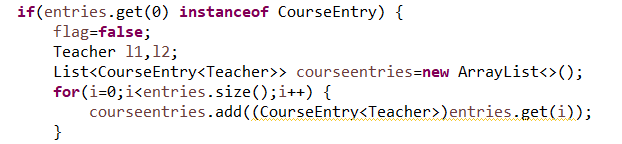 if(entries.get(0) instanceof CourseEntry) {
flag=false;
Teacher l1,l2;
List<CourseEntry<Teacher>> courseentries=new ArrayList<>();
for(i=0;i<entries.size();i++) {
courseentries.add((CourseEntry<Teacher>)entries.get(i));
}